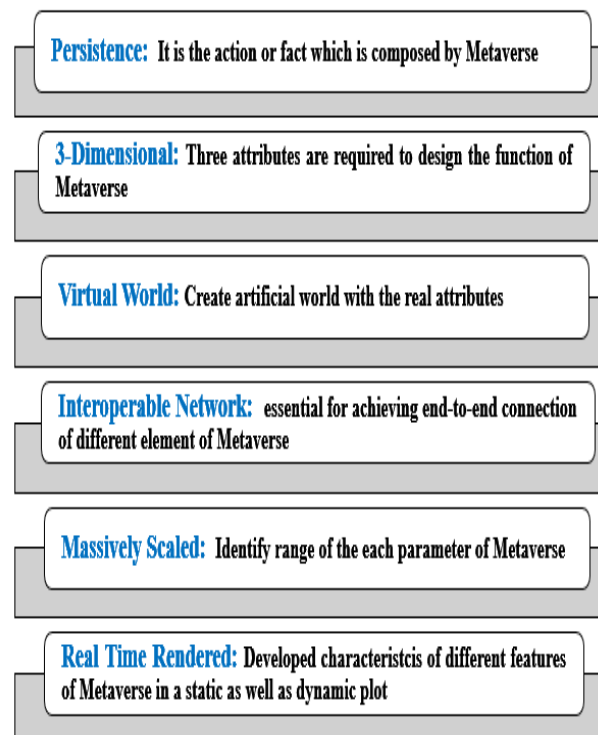 Persistence: It is the action or fact which is composed by Metaverse
3-Dimensional: Three attributes are required to design the function of
Metaverse
Virtual World: Create artificial world with the real attributes
Interoperable Network: essential for achieving end-to-end connection
of different element of Metaverse
Massively Scaled: Identify range of the each parameter of Metaverse
Real Time Rendered: Developed characteristcis of different features
of Metaverse in a static as well as dynamic plot